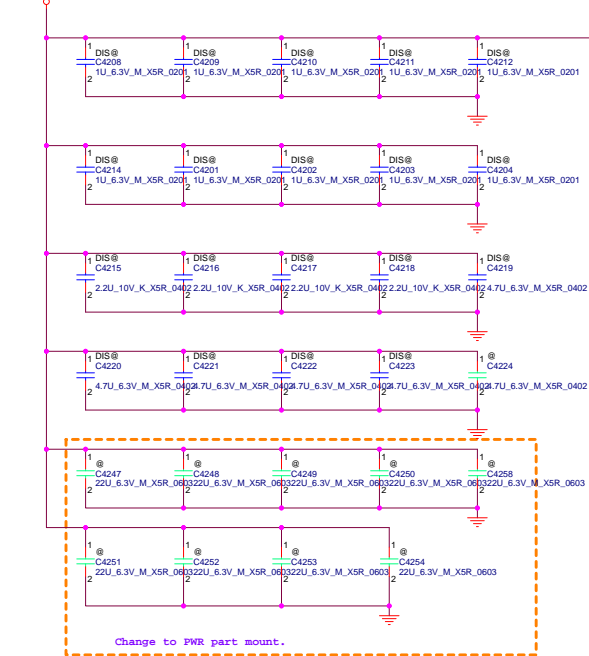 1 1 1 1 1
DIS@ DIS@ DIS@ DIS@ DIS@
C4208 C4209 C4210 C4211 C4212
1U_6.3V_M_X5R_0201 1U_6.3V_M_X5R_0201 1U_6.3V_M_X5R_0201 1U_6.3V_M_X5R_0201 1U_6.3V_M_X5R_0201
2 2 2 2 2
1 1 1 1 1
DIS@ DIS@ DIS@ DIS@ DIS@
C4214 C4201 C4202 C4203 C4204
1U_6.3V_M_X5R_0201 1U_6.3V_M_X5R_0201 1U_6.3V_M_X5R_0201 1U_6.3V_M_X5R_0201 1U_6.3V_M_X5R_0201
2 2 2 2 2
1 1 1 1 1
DIS@ DIS@ DIS@ DIS@ DIS@
C4215 C4216 C4217 C4218 C4219
2.2U_10V_K_X5R_0402 2.2U_10V_K_X5R_0402 2.2U_10V_K_X5R_0402 2.2U_10V_K_X5R_0402 4.7U_6.3V_M_X5R_0402
2 2 2 2 2
1 1 1 1 1
DIS@ DIS@ DIS@ DIS@ @
C4220 C4221 C4222 C4223 C4224
4.7U_6.3V_M_X5R_0402 4.7U_6.3V_M_X5R_0402 4.7U_6.3V_M_X5R_0402 4.7U_6.3V_M_X5R_0402 4.7U_6.3V_M_X5R_0402
2 2 2 2 2
1 1 1 1 1
@ @ @ @ @
C4247 C4248 C4249 C4250 C4258
22U_6.3V_M_X5R_0603 22U_6.3V_M_X5R_0603 22U_6.3V_M_X5R_0603 22U_6.3V_M_X5R_0603 22U_6.3V_M_X5R_0603
2 2 2 2 2
1 1 1 1
@ @ @ @
C4251 C4252 C4253 C4254
22U_6.3V_M_X5R_0603 22U_6.3V_M_X5R_0603 22U_6.3V_M_X5R_0603 22U_6.3V_M_X5R_0603
2 2 2 2
Change to PWR part mount.